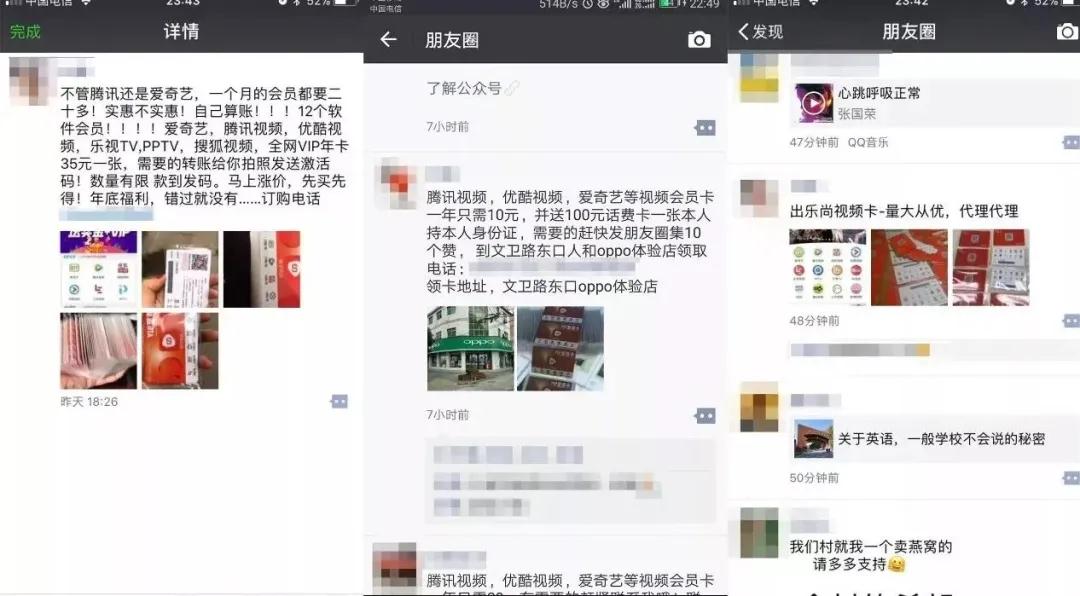 中国电信
23:43
52%
完成
详情
不管腾讯还是爱奇艺，一个月的会员都要二
十多！实惠不实惠！自己算账！！！12个软
件会员！！！！爱奇艺，腾讯视频，优酷视
频，乐视TV,PPTV，搜狐视频，全网VIP年卡
35元一张，需要的转账给你拍照发送激活
码！数量有限 款到发码。马上涨价，先买先
得！年底福利，错过就没有......订购电话
昨天 18:26
中国电信
514B/s
22:49
朋友圈
了解公众号
7小时前
腾讯视频，优酷视频，爱奇艺等视频会员卡
一年只需10元，并送100元话费卡一张本人
持本人身份证，需要的赶快发朋友圈集10
个赞， 到文卫路东口人和oppo体验店领取
电话：
领卡地址，文卫路东口oppo体验店
oppo
7小时前
腾讯视频，优酷视频，爱奇艺等视频会员卡
中国电信
23:42
52%
发现
朋友圈
心跳呼吸正常
张国荣
47分钟前 QQ音乐
出乐尚视频卡-量大从优，代理代理
48分钟前
关于英语，一般学校不会说的秘密
50分钟前
我们村就我一个卖燕窝的
请多多支持